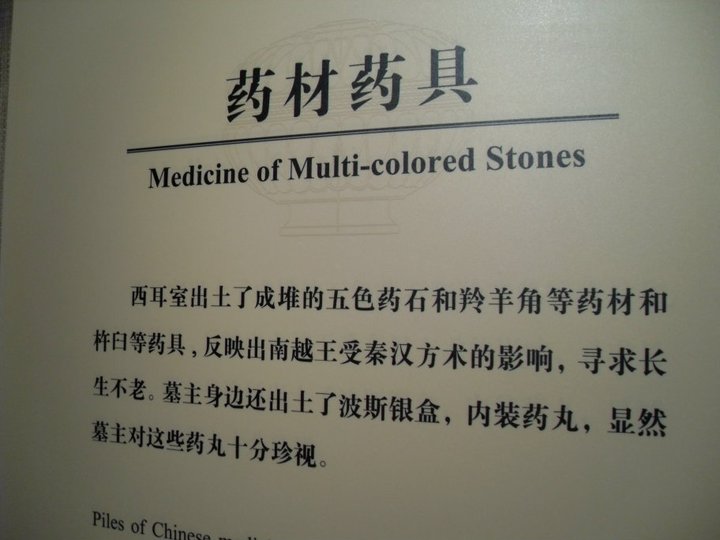 药材药具
Medicine of Multi-colored Stones
西耳室出土了成堆的五色药石和羚羊角等药材和
杵臼等药具，反映出南越王受秦汉方术的影响，寻求长
生不老。墓主身边还出土了波斯银盒，内装药丸，显然
墓主对这些药丸十分珍视。
Piles of Chinese